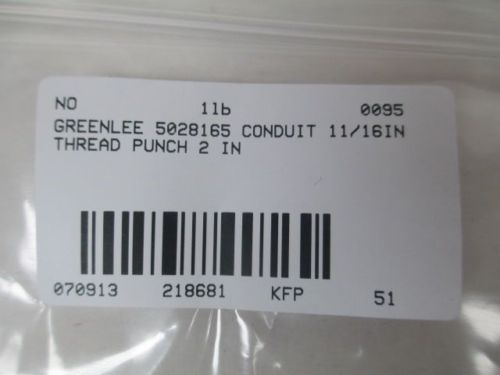 NO 1lb 0095
GREENLEE 5028165 CONDUIT 11/16IN
THREAD PUNCH 2 IN
070913 218681 KFP 51